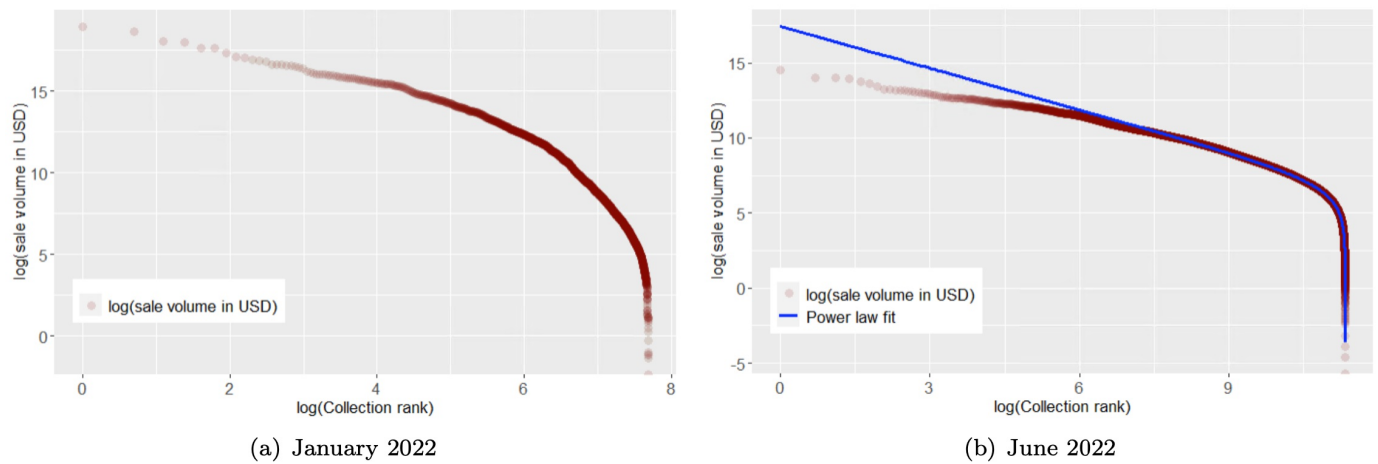 log(sale volume in USD)
15
10
5
0
log(sale volume in USD)
0
2
4
6
8
log(Collection rank)
(a) January 2022
log(sale volume in USD)
15
10
5
0
-5
log(sale volume in USD)
Power law fit
0
3
6
9
log(Collection rank)
(b) June 2022